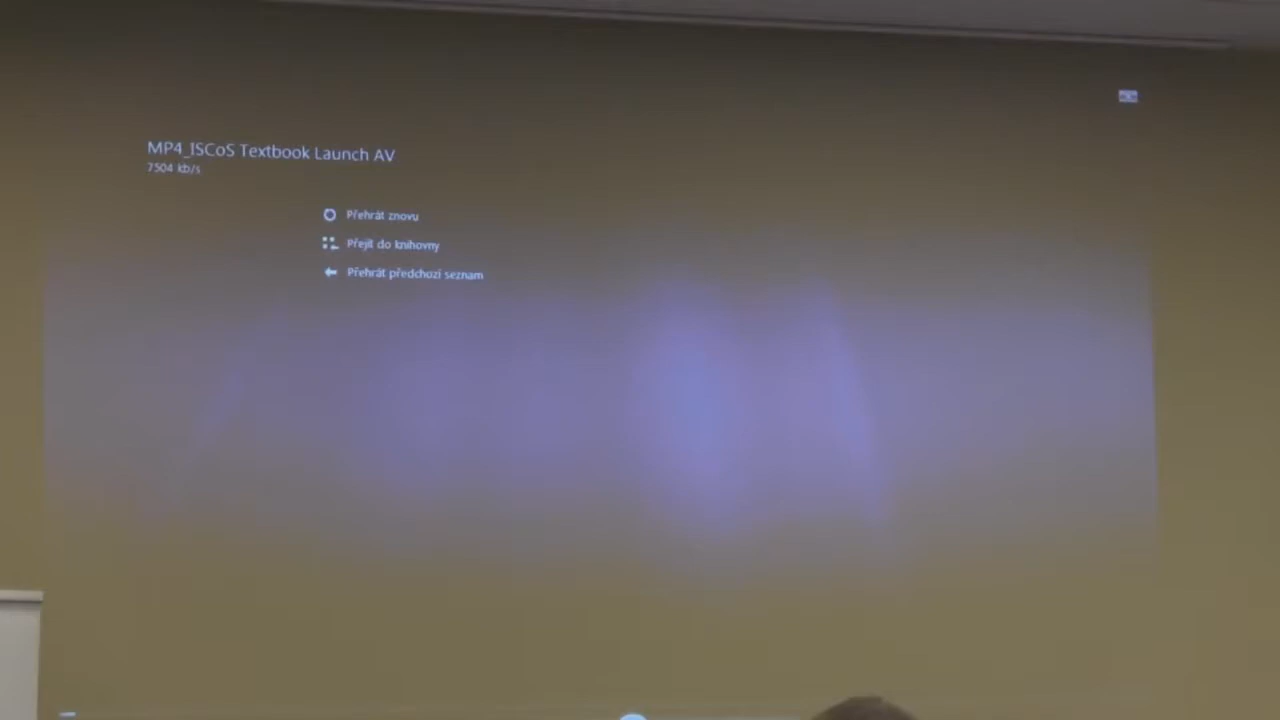 MP4_ISCoS Textbook Launch AV
7504 kb/s
Přehrát znovu
Přejít do knihovny
Přehrát předchozí seznam